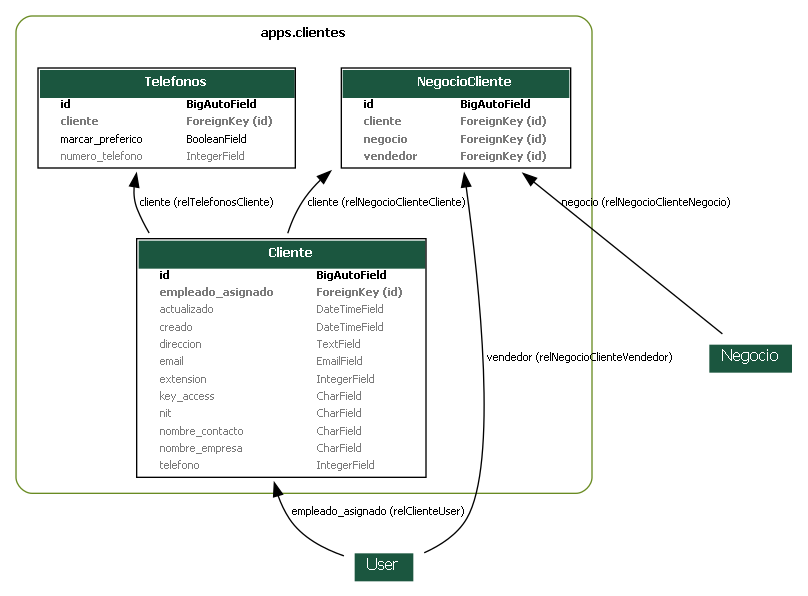 apps.clientes
Telefonos
id BigAutoField
cliente ForeignKey (id)
marcar_preferico BooleanField
numero_telefono IntegerField
NegocioCliente
id BigAutoField
cliente ForeignKey (id)
negocio ForeignKey (id)
vendedor ForeignKey (id)
cliente (relTelefonosCliente)
cliente (relNegocioClienteCliente)
negocio (relNegocioClienteNegocio)
Cliente
id BigAutoField
empleado_asignado ForeignKey (id)
actualizado DateTimeField
creado DateTimeField
direccion TextField
email EmailField
extension IntegerField
key_access CharField
nit CharField
nombre_contacto CharField
nombre_empresa CharField
telefono IntegerField
vendedor (relNegocioClienteVendedor)
Negocio
empleado_asignado (relClienteUser)
User